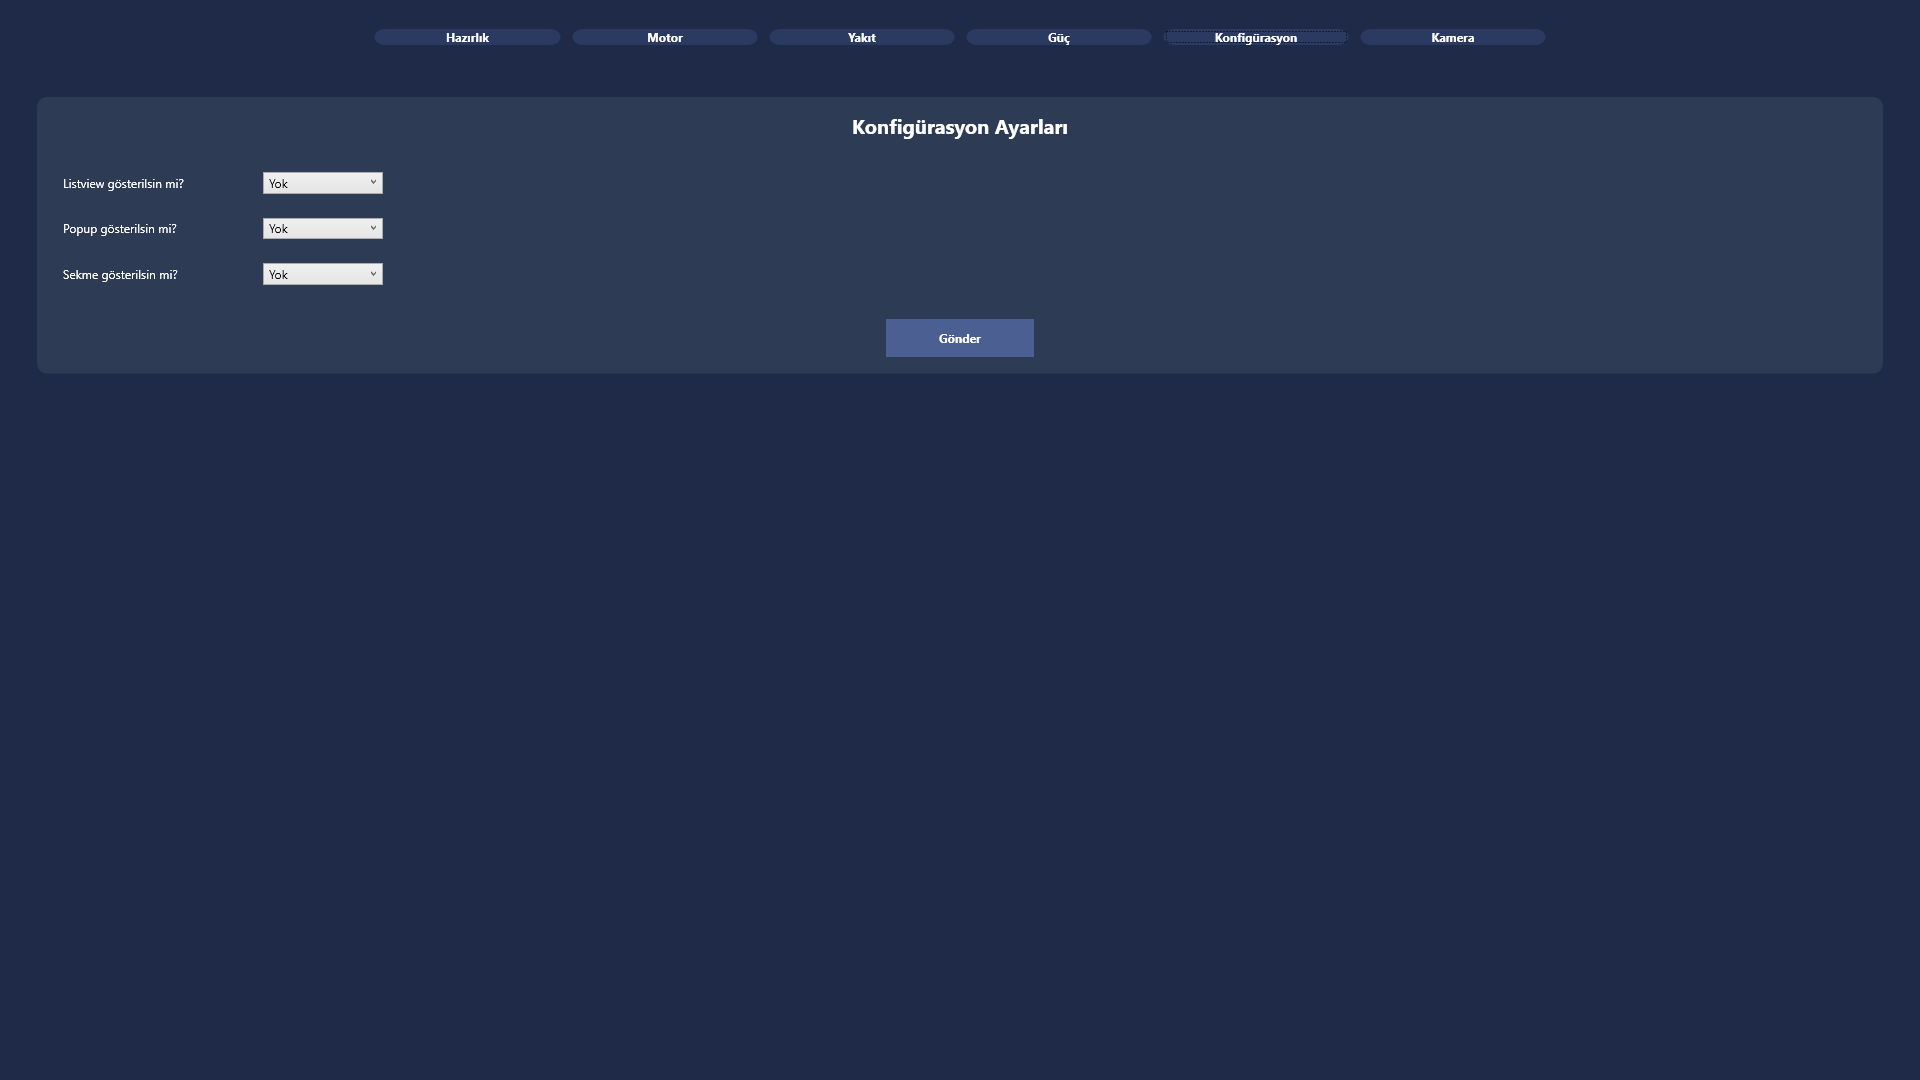 Hazırlık Motor Yakıt Güç Konfigürasyon Kamera
Konfigürasyon Ayarları
Listview gösterilsin mi? Yok
Popup gösterilsin mi? Yok
Sekme gösterilsin mi? Yok
Gönder